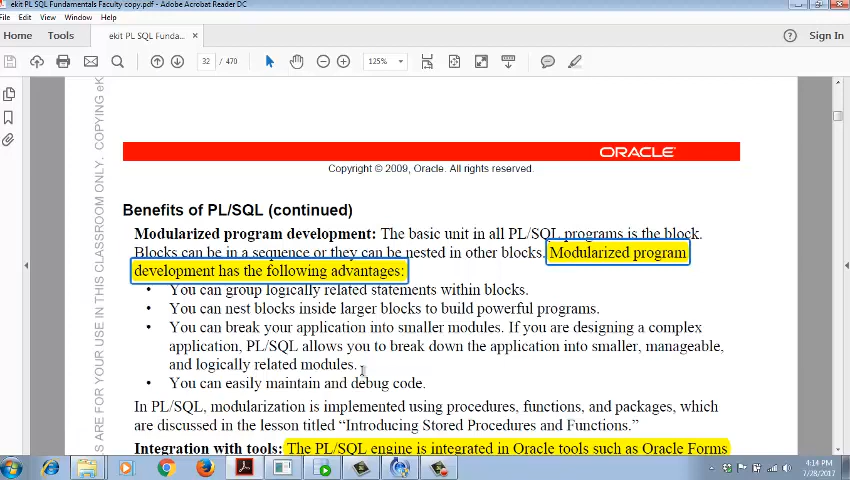 ekit PL SQL Fundamentals Faculty copy.pdf - Adobe Acrobat Reader DC
File Edit View Window Help
Home Tools ekit PL SQL Funda... × Sign In
32 / 470 125%
ORACLE
Copyright © 2009, Oracle. All rights reserved.
Benefits of PL/SQL (continued)
Modularized program development: The basic unit in all PL/SQL programs is the block.
Blocks can be in a sequence or they can be nested in other blocks. Modularized program
development has the following advantages:
• You can group logically related statements within blocks.
• You can nest blocks inside larger blocks to build powerful programs.
• You can break your application into smaller modules. If you are designing a complex
application, PL/SQL allows you to break down the application into smaller, manageable,
and logically related modules.
• You can easily maintain and debug code.
In PL/SQL, modularization is implemented using procedures, functions, and packages, which
are discussed in the lesson titled “Introducing Stored Procedures and Functions.”
Integration with tools: The PL/SQL engine is integrated in Oracle tools such as Oracle Forms
S ARE FOR YOUR USE IN THIS CLASSROOM ONLY. COPYING eK
4:14 PM
7/28/2017